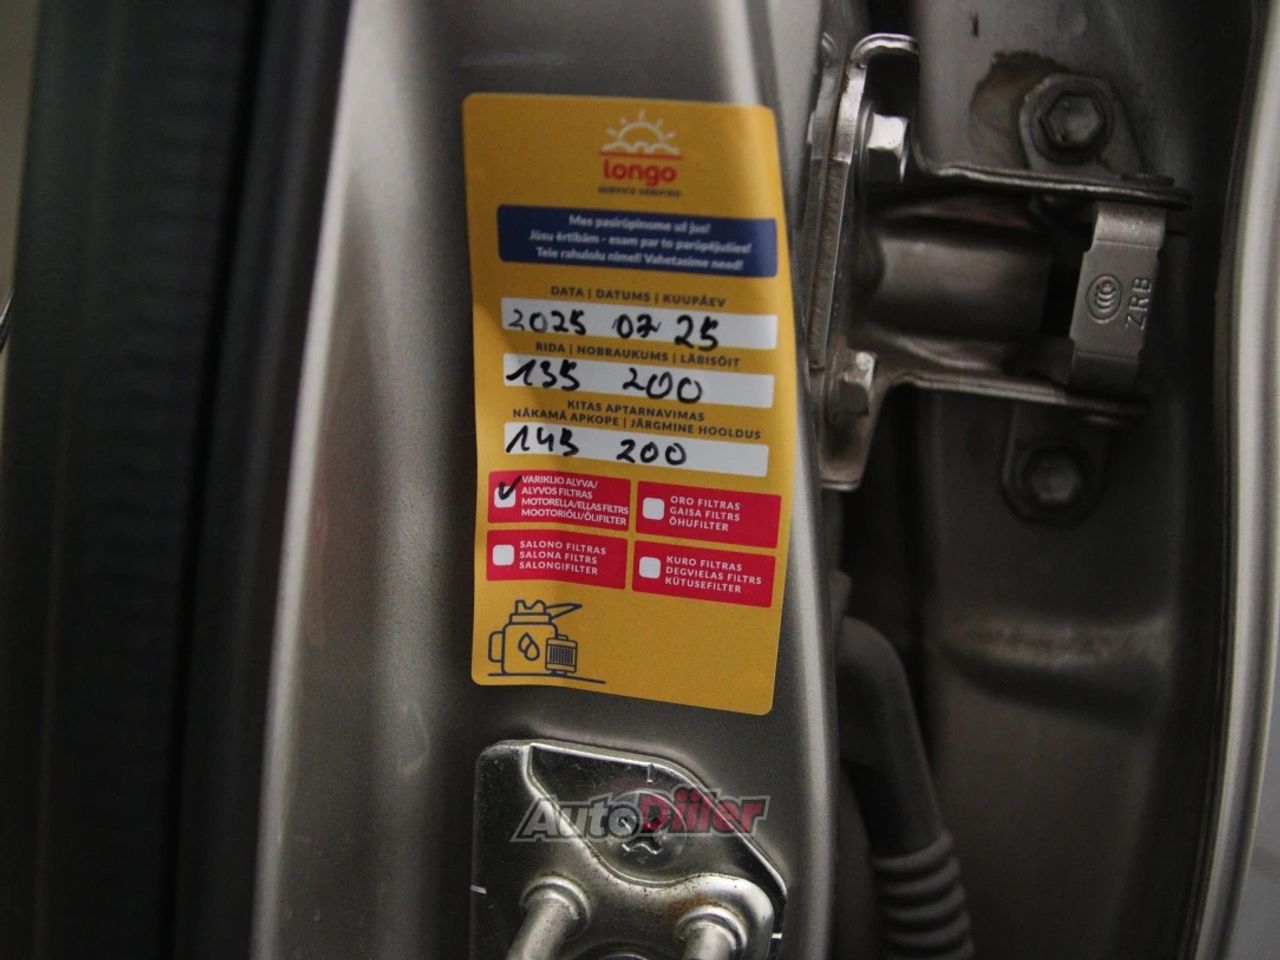 longo
Mes pasirūpinome už jus!
Jūsu ērtībām - esam par to parūpējušies!
Teie rahulolu nimel! Vahetasime need!
DATA | DATUMS | KUUPÄEV
2025 07 25
RIDA | NOBRAUKUMS | LÄBISÕIT
135 200
KITAS APTARNAVIMAS
NĀKAMĀ APKOPE | JÄRGMINE HOOLDUS
145 200
VARIKLIO ALYVA/
ALYVOS FILTRAS
MOTOREĻĻA/EĻĻAS FILTRS
MOOTORIÕLI/ÕLIFILTER
ORO FILTRAS
GAISA FILTRS
ÕHUFILTER
SALONO FILTRAS
SALONA FILTRS
SALONGIFILTER
KURO FILTRAS
DEGVIELAS FILTRS
KÜTUSEFILTER
ZRB
AutoDiiler